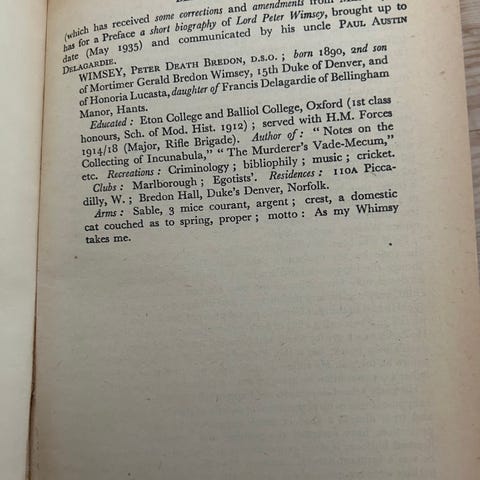 (which has received some corrections and amendments from
has for a Preface a short biography of Lord Peter Wimsey, brought up to
date (May 1935) and communicated by his uncle PAUL AUSTIN
DELAGARDIE.
WIMSEY, PETER DEATH BREDON, D.S.O. ; born 1890, 2nd son
of Mortimer Gerald Bredon Wimsey, 15th Duke of Denver, and
of Honoria Lucasta, daughter of Francis Delagardie of Bellingham
Manor, Hants.
Educated : Eton College and Balliol College, Oxford (1st class
honours, Sch. of Mod. Hist. 1912) ; served with H.M. Forces
1914/18 (Major, Rifle Brigade). Author of : " Notes on the
Collecting of Incunabula," " The Murderer's Vade-Mecum,"
etc. Recreations : Criminology ; bibliophily ; music ; cricket.
Clubs : Marlborough ; Egotists'. Residences : 110A Picca-
dilly, W. ; Bredon Hall, Duke's Denver, Norfolk.
Arms : Sable, 3 mice courant, argent ; crest, a domestic
cat couched as to spring, proper ; motto : As my Whimsy
takes me.